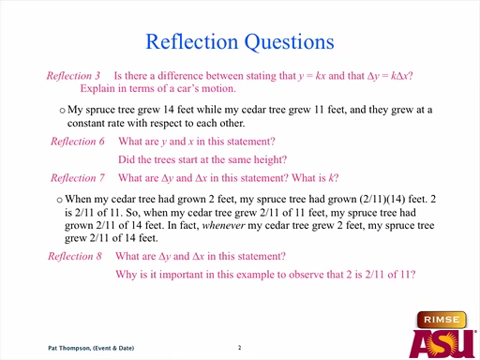 Reflection Questions
Reflection 3 Is there a difference between stating that y = kx and that Δy = kΔx?
Explain in terms of a car's motion.
○ My spruce tree grew 14 feet while my cedar tree grew 11 feet, and they grew at a
constant rate with respect to each other.
Reflection 6 What are y and x in this statement?
Did the trees start at the same height?
Reflection 7 What are Δy and Δx in this statement? What is k?
○ When my cedar tree had grown 2 feet, my spruce tree had grown (2/11)(14) feet. 2
is 2/11 of 11. So, when my cedar tree grew 2/11 of 11 feet, my spruce tree had
grown 2/11 of 14 feet. In fact, whenever my cedar tree grew 2 feet, my spruce tree
grew 2/11 of 14 feet.
Reflection 8 What are Δy and Δx in this statement?
Why is it important in this example to observe that 2 is 2/11 of 11?
Pat Thompson, (Event & Date)
2
RIMSE
ASU